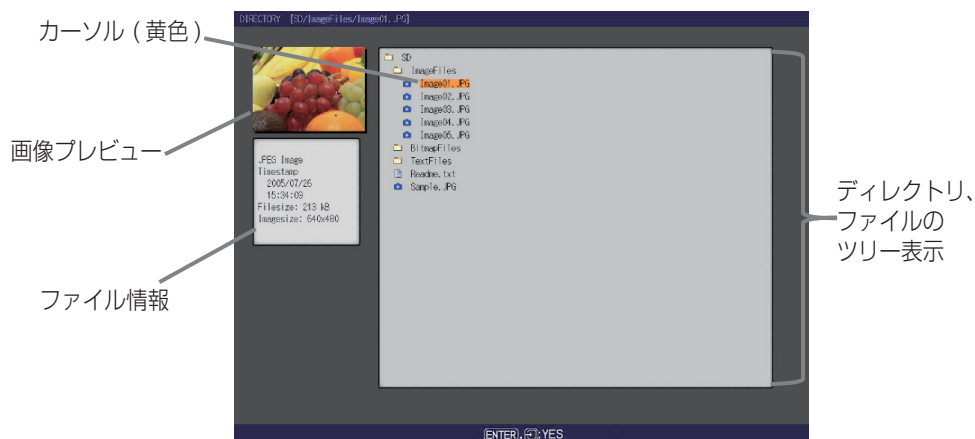 DIRECTORY [SD/ImageFiles/Image01.JPG]
カーソル ( 黄色 )
画像プレビュー
ファイル情報
JPEG Image
Timestamp
2005/07/26
15:34:09
Filesize: 213 kB
Imagesize: 640x480
SD
ImageFiles
Image01.JPG
Image02.JPG
Image03.JPG
Image04.JPG
Image05.JPG
BitmapFiles
TextFiles
Readme.txt
Sample.JPG
ディレクトリ、
ファイルの
ツリー表示
ENTER, :YES